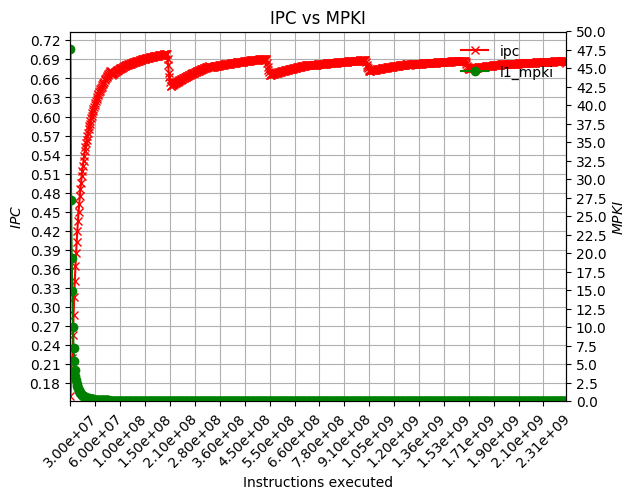 IPC vs MPKI
0.72
0.69
0.66
0.63
0.60
0.57
0.54
0.51
0.48
0.45
0.42
0.39
0.36
0.33
0.30
0.27
0.24
0.21
0.18
IPC
ipc
l1_mpki
50.0
47.5
45.0
42.5
40.0
37.5
35.0
32.5
30.0
27.5
25.0
22.5
20.0
17.5
15.0
12.5
10.0
7.5
5.0
2.5
0.0
MPKI
3.00e+07
6.00e+07
1.00e+08
1.50e+08
2.10e+08
2.80e+08
3.60e+08
4.50e+08
5.50e+08
6.60e+08
7.80e+08
9.10e+08
1.05e+09
1.20e+09
1.36e+09
1.53e+09
1.71e+09
1.90e+09
2.10e+09
2.31e+09
Instructions executed